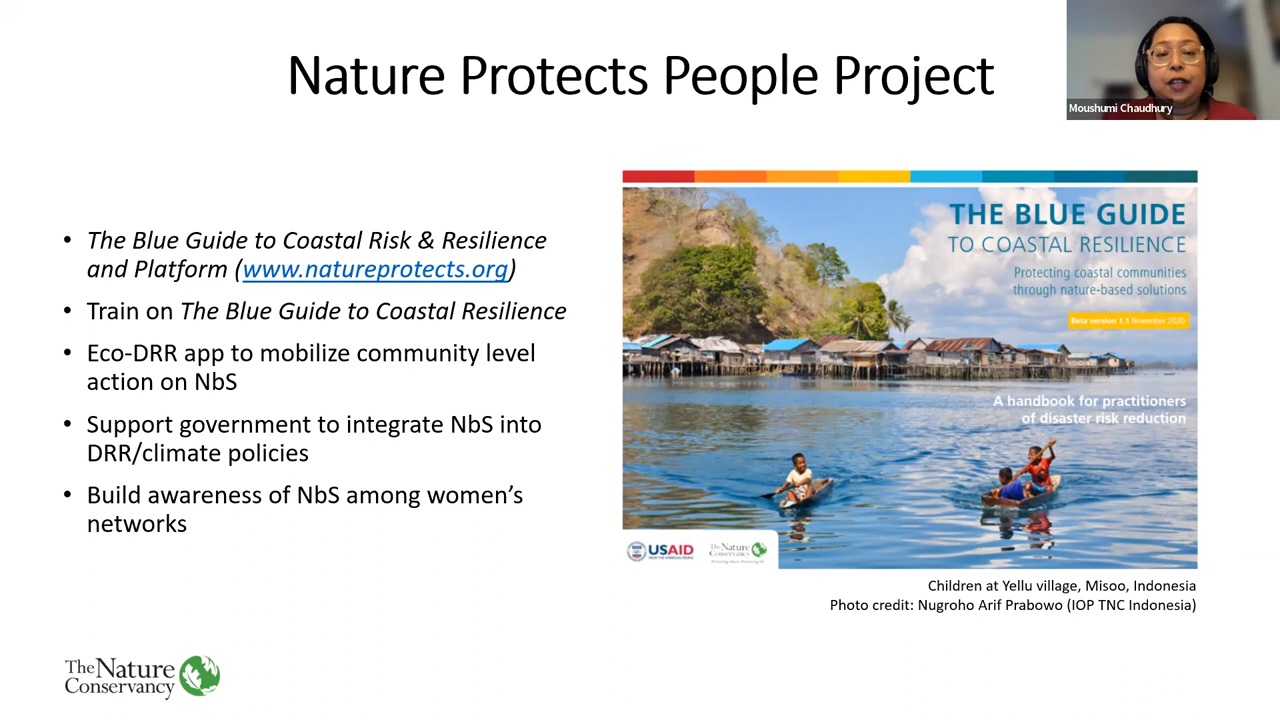 Nature Protects People Project
Moushumi Chaudhury
• The Blue Guide to Coastal Risk & Resilience
and Platform (www.natureprotects.org)
• Train on The Blue Guide to Coastal Resilience
• Eco-DRR app to mobilize community level
action on NbS
• Support government to integrate NbS into
DRR/climate policies
• Build awareness of NbS among women’s
networks
THE BLUE GUIDE
TO COASTAL RESILIENCE
Protecting coastal communities
through nature-based solutions
Beta version 1.1 November 2020
A handbook for practitioners
of disaster risk reduction
USAID
FROM THE AMERICAN PEOPLE
The Nature
Conservancy
Children at Yellu village, Misoo, Indonesia
Photo credit: Nugroho Arif Prabowo (IOP TNC Indonesia)
The Nature
Conservancy